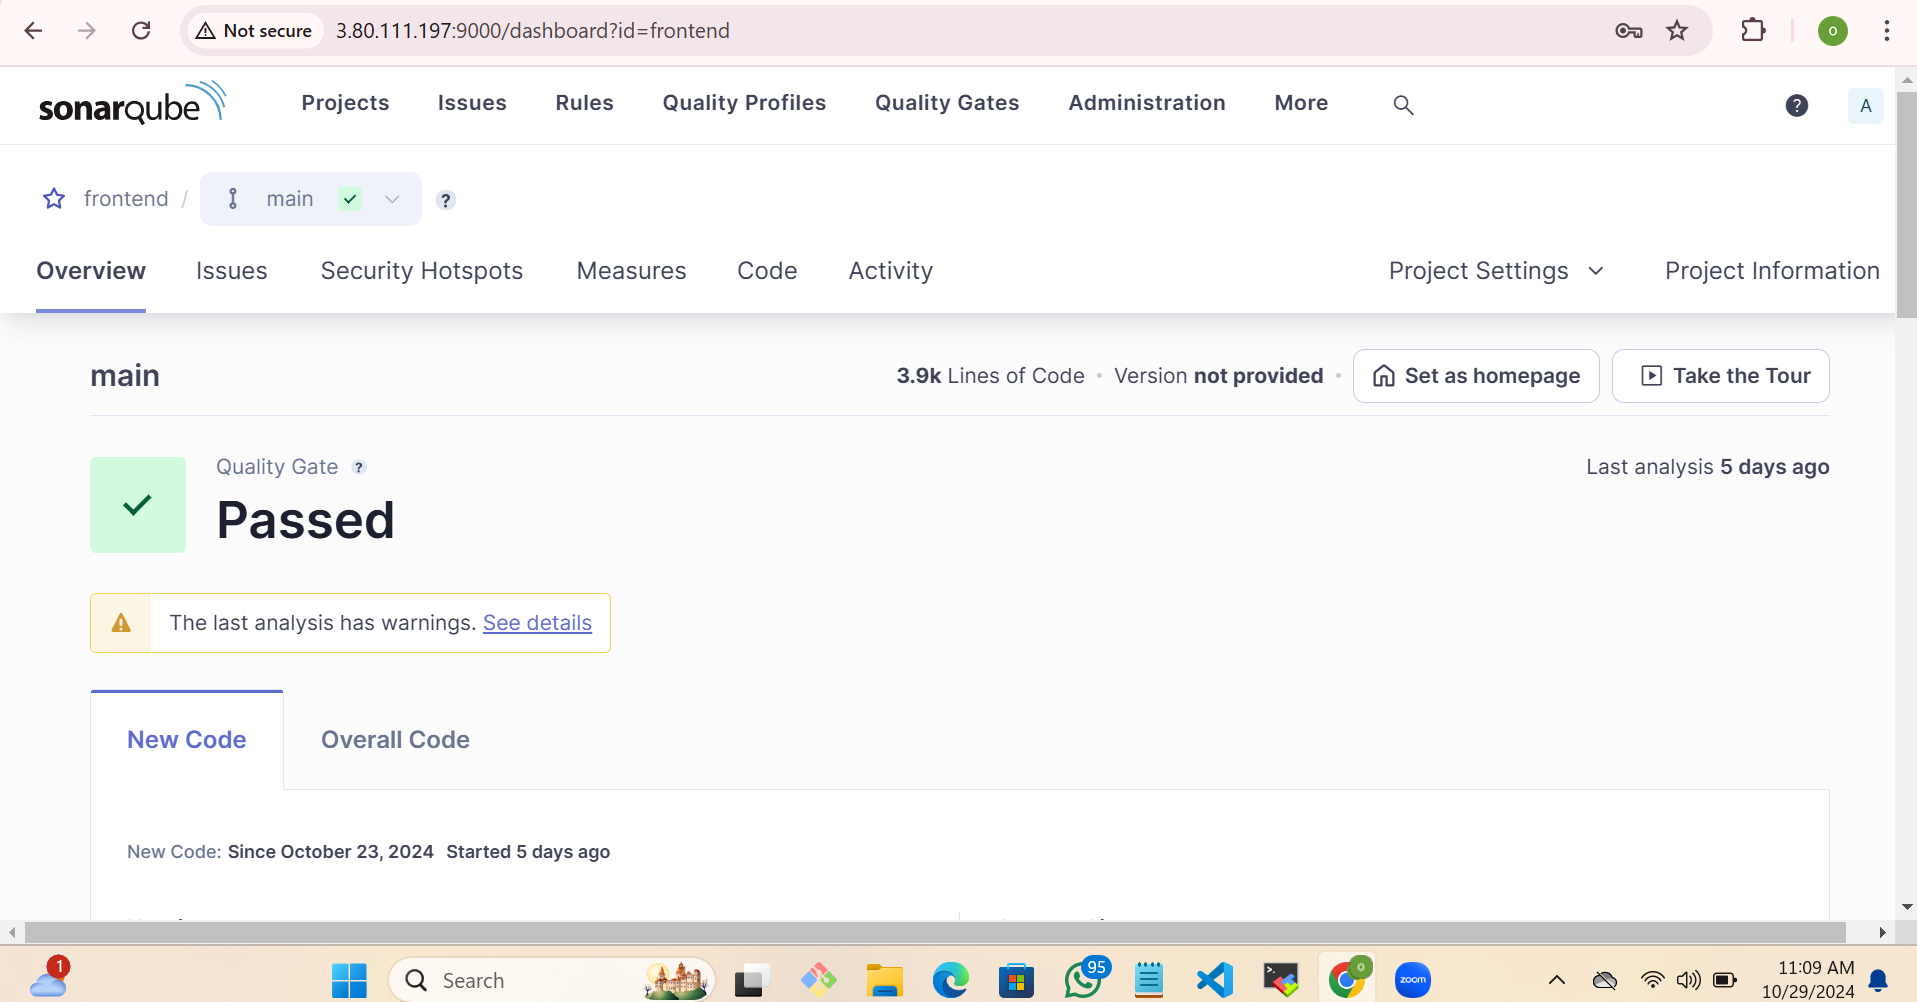 Not secure 3.80.111.197:9000/dashboard?id=frontend
o
sonarqube Projects Issues Rules Quality Profiles Quality Gates Administration More ? A
frontend / main ?
Overview Issues Security Hotspots Measures Code Activity Project Settings Project Information
main 3.9k Lines of Code • Version not provided • Set as homepage Take the Tour
Quality Gate ? Last analysis 5 days ago
Passed
The last analysis has warnings. See details
New Code Overall Code
New Code: Since October 23, 2024 Started 5 days ago
1 Search 95 o zoom 11:09 AM
10/29/2024